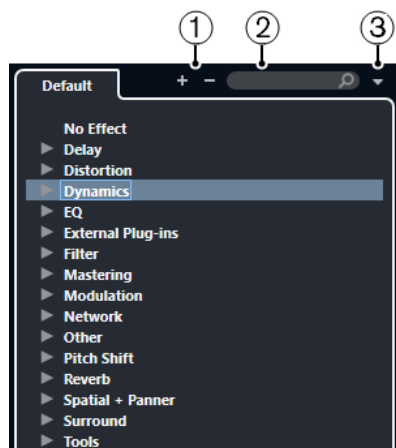 1 2 3
Default + −
No Effect
Delay
Distortion
Dynamics
EQ
External Plug-ins
Filter
Mastering
Modulation
Network
Other
Pitch Shift
Reverb
Spatial + Panner
Surround
Tools